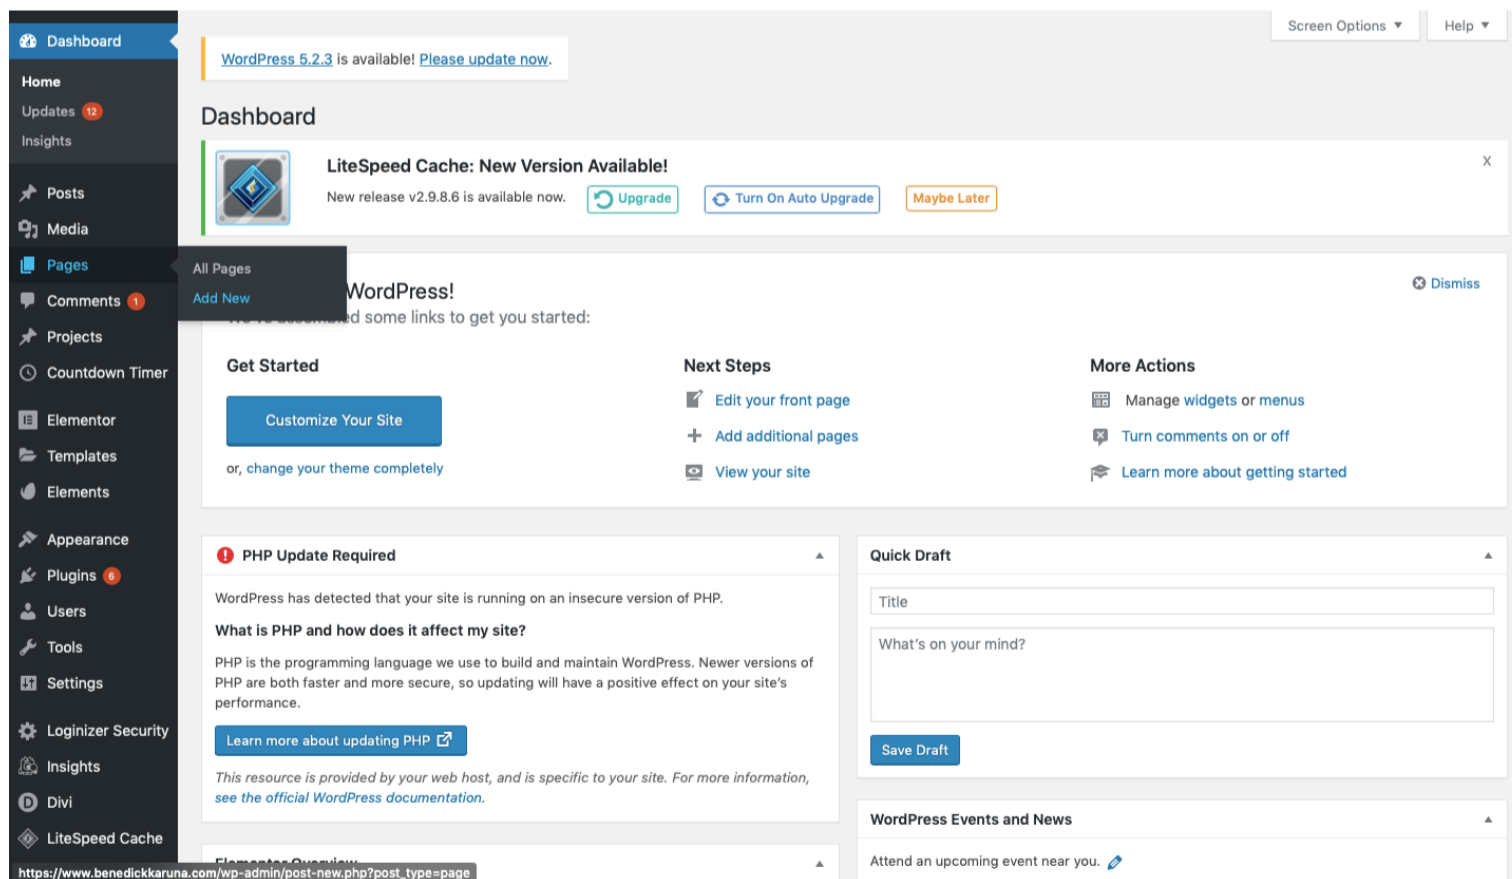 Screen Options
Help
Dashboard
Home
Updates 12
Insights
Posts
Media
Pages
All Pages
Add New
Comments 1
Projects
Countdown Timer
Elementor
Templates
Elements
Appearance
Plugins 6
Users
Tools
Settings
Loginizer Security
Insights
Divi
LiteSpeed Cache
https://www.benedickkaruna.com/wp-admin/post-new.php?post_type=page
WordPress 5.2.3 is available! Please update now.
Dashboard
LiteSpeed Cache: New Version Available!
X
New release v2.9.8.6 is available now. Upgrade Turn On Auto Upgrade Maybe Later
WordPress!
Dismiss
some links to get you started:
Get Started
Customize Your Site
or, change your theme completely
Next Steps
Edit your front page
Add additional pages
View your site
More Actions
Manage widgets or menus
Turn comments on or off
Learn more about getting started
PHP Update Required
WordPress has detected that your site is running on an insecure version of PHP.
What is PHP and how does it affect my site?
PHP is the programming language we use to build and maintain WordPress. Newer versions of
PHP are both faster and more secure, so updating will have a positive effect on your site's
performance.
Learn more about updating PHP
This resource is provided by your web host, and is specific to your site. For more information,
see the official WordPress documentation.
Elementor Overview
Quick Draft
Title
What's on your mind?
Save Draft
WordPress Events and News
Attend an upcoming event near you.